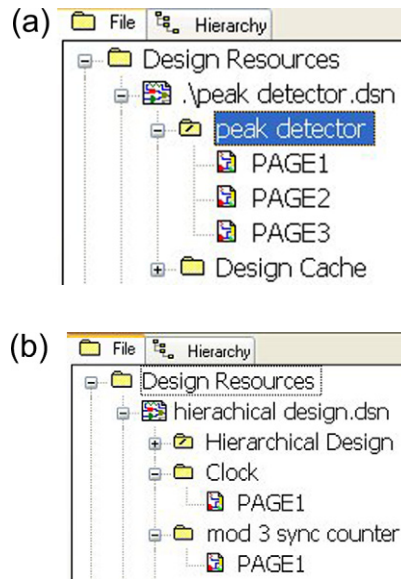 (a)
File Hierarchy
Design Resources
.\peak detector.dsn
peak detector
PAGE1
PAGE2
PAGE3
Design Cache
(b)
File Hierarchy
Design Resources
hierachical design.dsn
Hierarchical Design
Clock
PAGE1
mod 3 sync counter
PAGE1